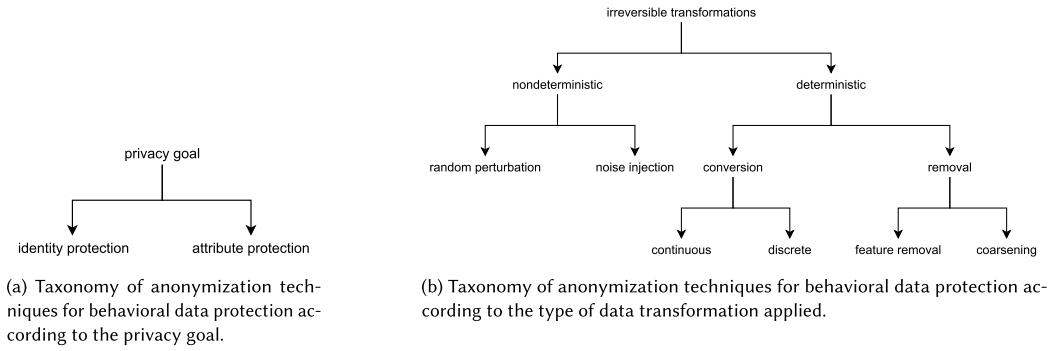 privacy goal
identity protection
attribute protection
(a) Taxonomy of anonymization tech-
niques for behavioral data protection ac-
cording to the privacy goal.
irreversible transformations
nondeterministic
deterministic
random perturbation
noise injection
conversion
removal
continuous
discrete
feature removal
coarsening
(b) Taxonomy of anonymization techniques for behavioral data protection ac-
cording to the type of data transformation applied.